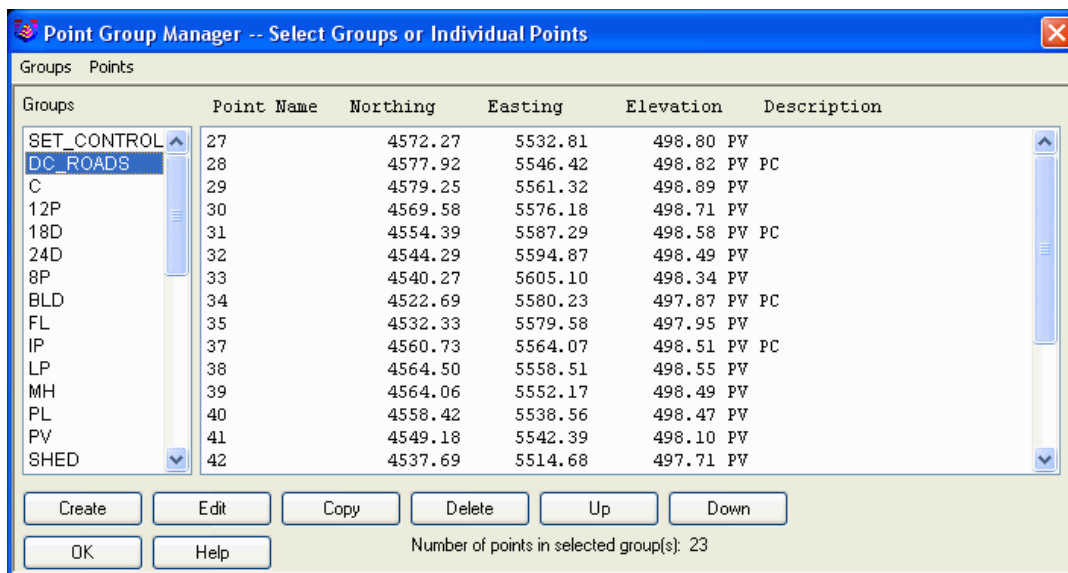 Point Group Manager -- Select Groups or Individual Points
Groups Points
Groups Point Name Northing Easting Elevation Description
SET_CONTROL 27 4572.27 5532.81 498.80 PV
DC_ROADS 28 4577.92 5546.42 498.82 PV PC
C 29 4579.25 5561.32 498.89 PV
12P 30 4569.58 5576.18 498.71 PV
18D 31 4554.39 5587.29 498.58 PV PC
24D 32 4544.29 5594.87 498.49 PV
8P 33 4540.27 5605.10 498.34 PV
BLD 34 4522.69 5580.23 497.87 PV PC
FL 35 4532.33 5579.58 497.95 PV
IP 37 4560.73 5564.07 498.51 PV PC
LP 38 4564.50 5558.51 498.55 PV
MH 39 4564.06 5552.17 498.49 PV
PL 40 4558.42 5538.56 498.47 PV
PV 41 4549.18 5542.39 498.10 PV
SHED 42 4537.69 5514.68 497.71 PV
Create Edit Copy Delete Up Down
OK Help Number of points in selected group(s): 23